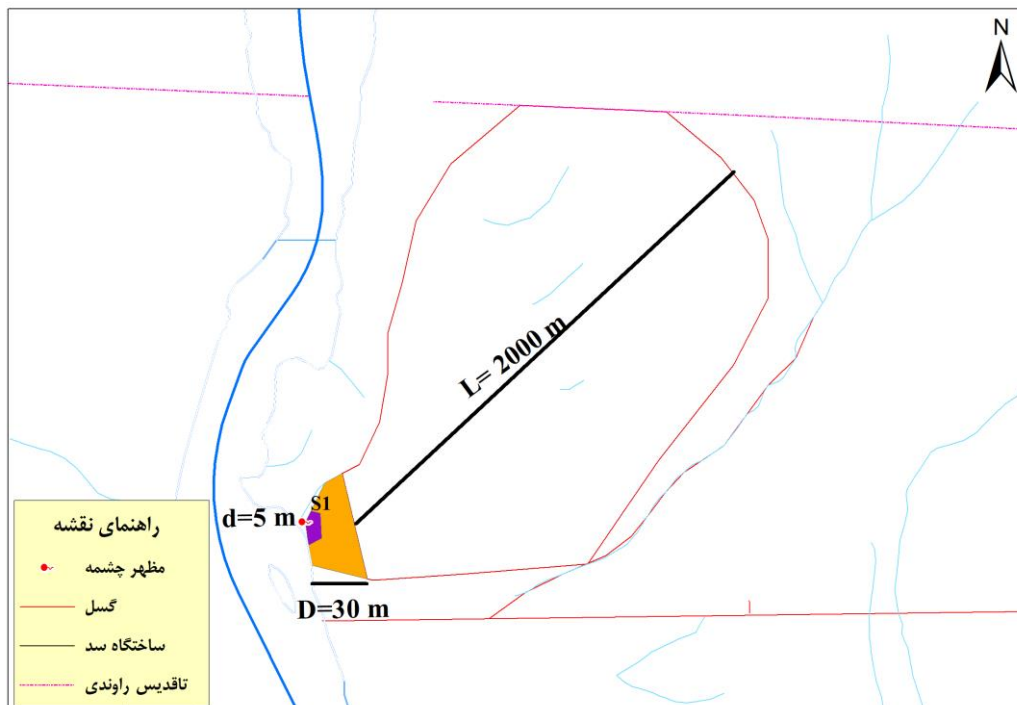 N
L= 2000 m
S1
d=5 m
D=30 m
راهنمای نقشه
مظهر چشمه
گسل
ساختگاه سد
تاقدیس راوندی